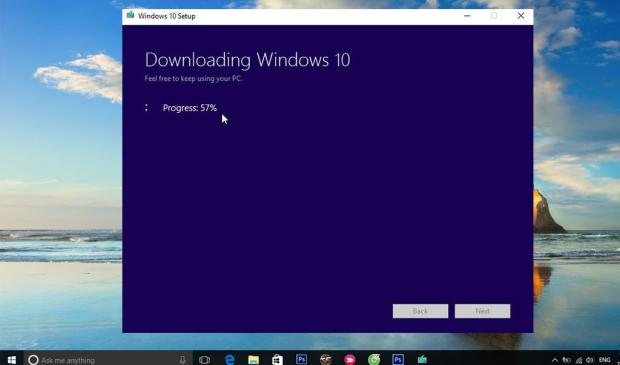 Windows 10 Setup
Downloading Windows 10
Feel free to keep using your PC.
Progress: 57%
Back
Next
Ask me anything
Ps
Ps
ENG